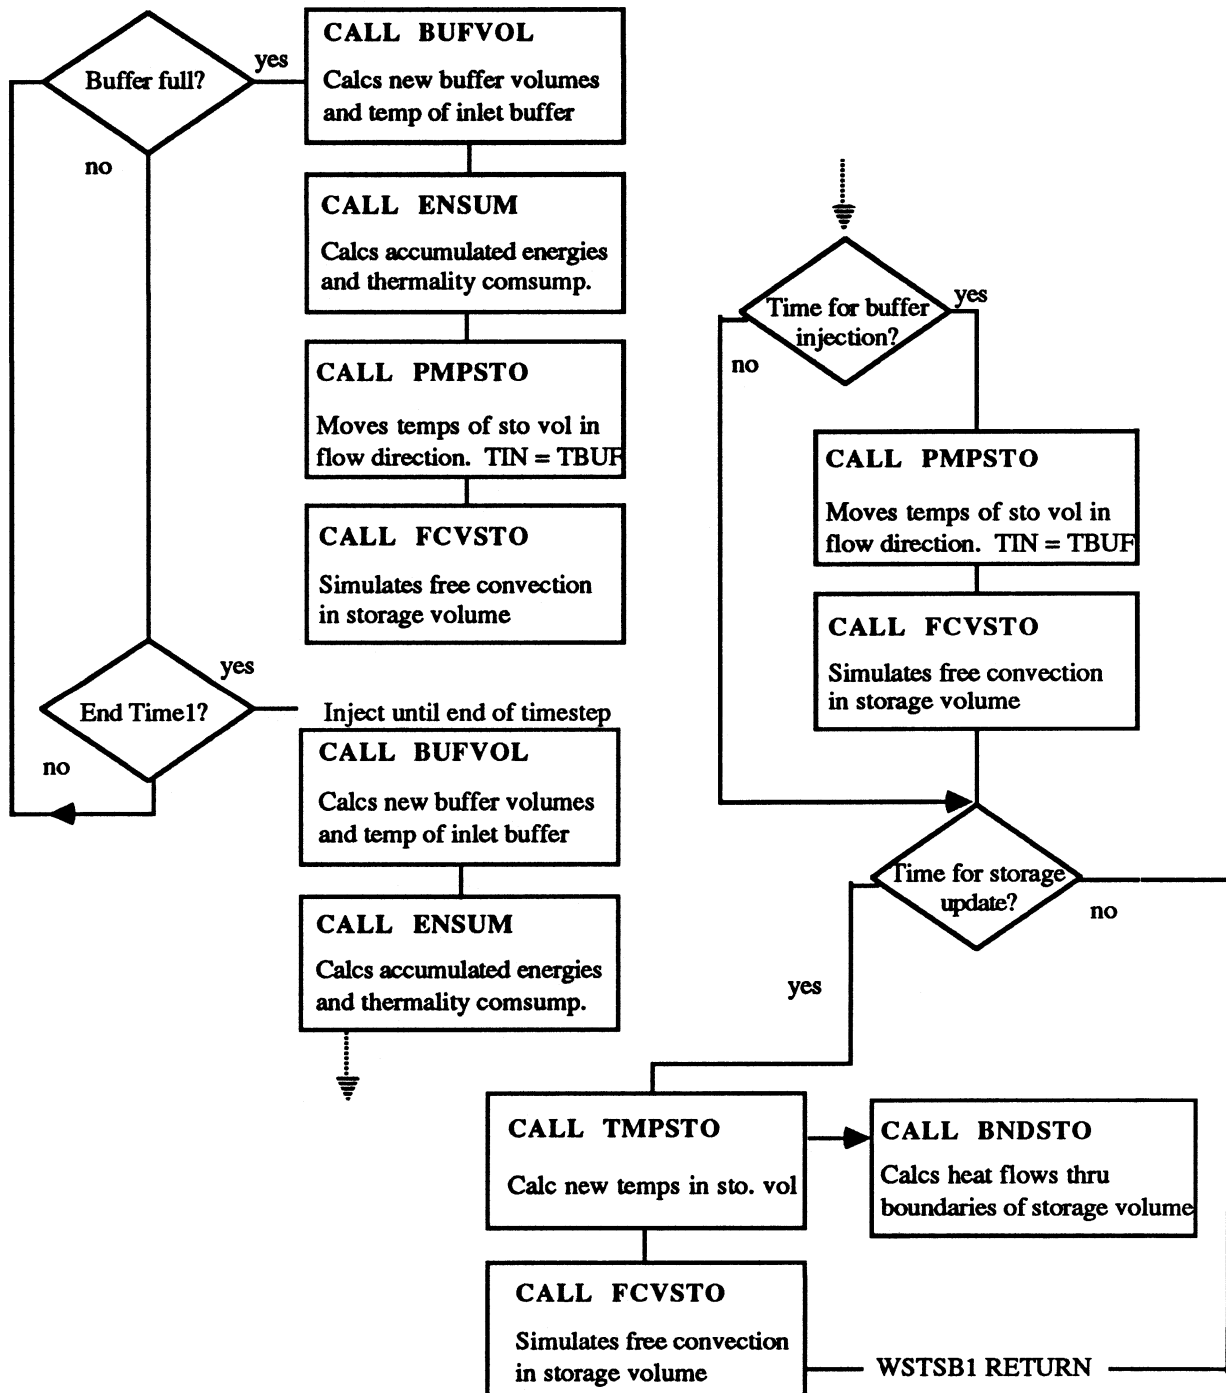 Buffer full?
yes
no
CALL BUFVOL
Calcs new buffer volumes
and temp of inlet buffer
CALL ENSUM
Calcs accumulated energies
and thermality comsump.
CALL PMPSTO
Moves temps of sto vol in
flow direction. TIN = TBUF
CALL FCVSTO
Simulates free convection
in storage volume
End Time1?
yes
no
Inject until end of timestep
CALL BUFVOL
Calcs new buffer volumes
and temp of inlet buffer
CALL ENSUM
Calcs accumulated energies
and thermality comsump.
Time for buffer
injection?
yes
no
CALL PMPSTO
Moves temps of sto vol in
flow direction. TIN = TBUF
CALL FCVSTO
Simulates free convection
in storage volume
Time for storage
update?
no
yes
CALL TMPSTO
Calc new temps in sto. vol
CALL BNDSTO
Calcs heat flows thru
boundaries of storage volume
CALL FCVSTO
Simulates free convection
in storage volume
WSTSB1 RETURN